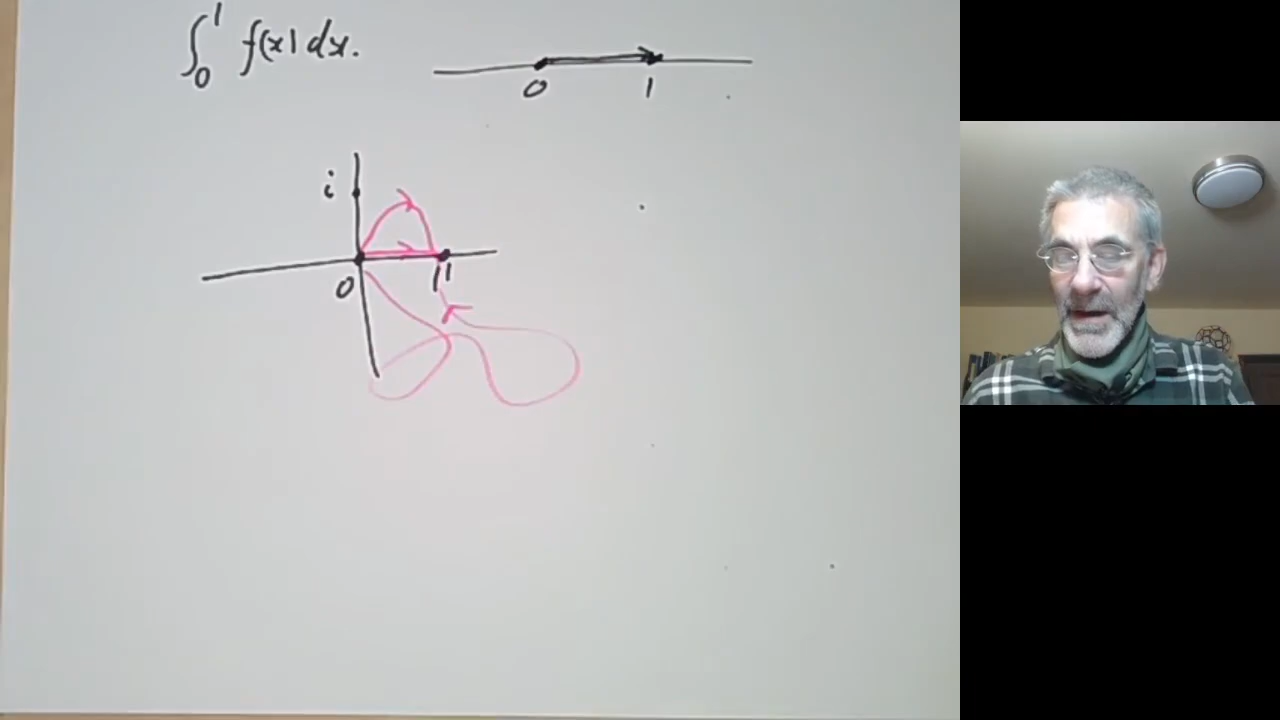 ∫₀¹ f(x) dx.
0 1
i
0 1